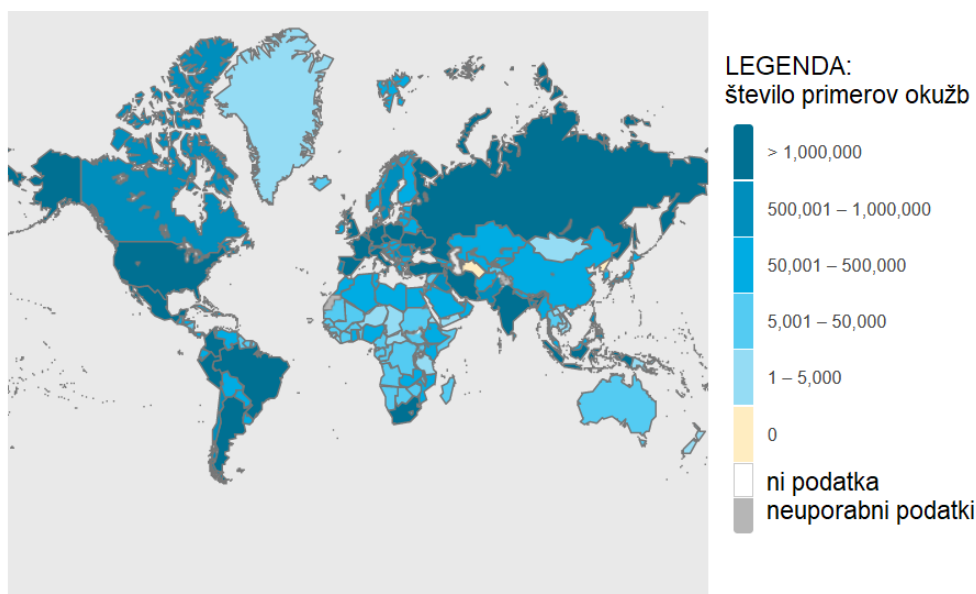 LEGENDA:
število primerov okužb
> 1,000,000
500,001 – 1,000,000
50,001 – 500,000
5,001 – 50,000
1 – 5,000
0
ni podatka
neuporabni podatki